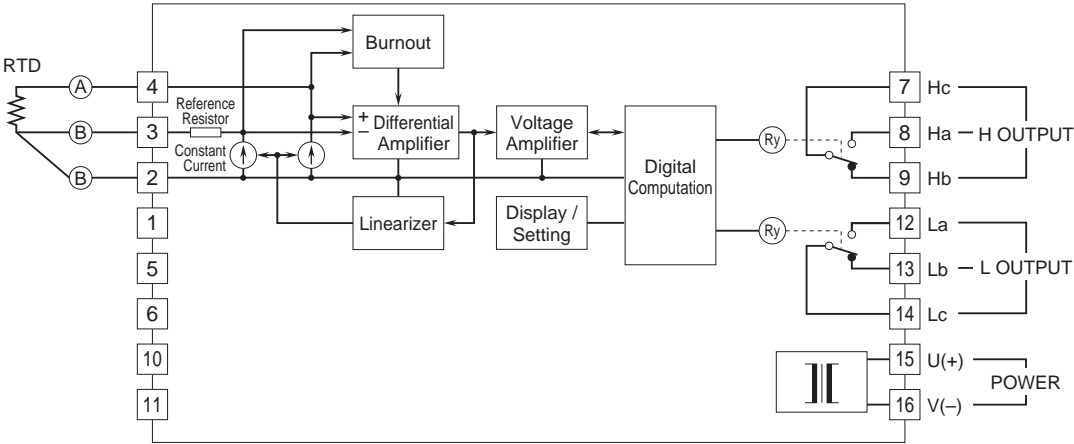 RTD
A
B
B
4
3
2
1
5
6
10
11
Reference
Resistor
Constant
Current
Burnout
+
–
Differential
Amplifier
Linearizer
Voltage
Amplifier
Display /
Setting
Digital
Computation
Ry
Ry
7 Hc
8 Ha H OUTPUT
9 Hb
12 La
13 Lb L OUTPUT
14 Lc
15 U(+)
POWER
16 V(–)